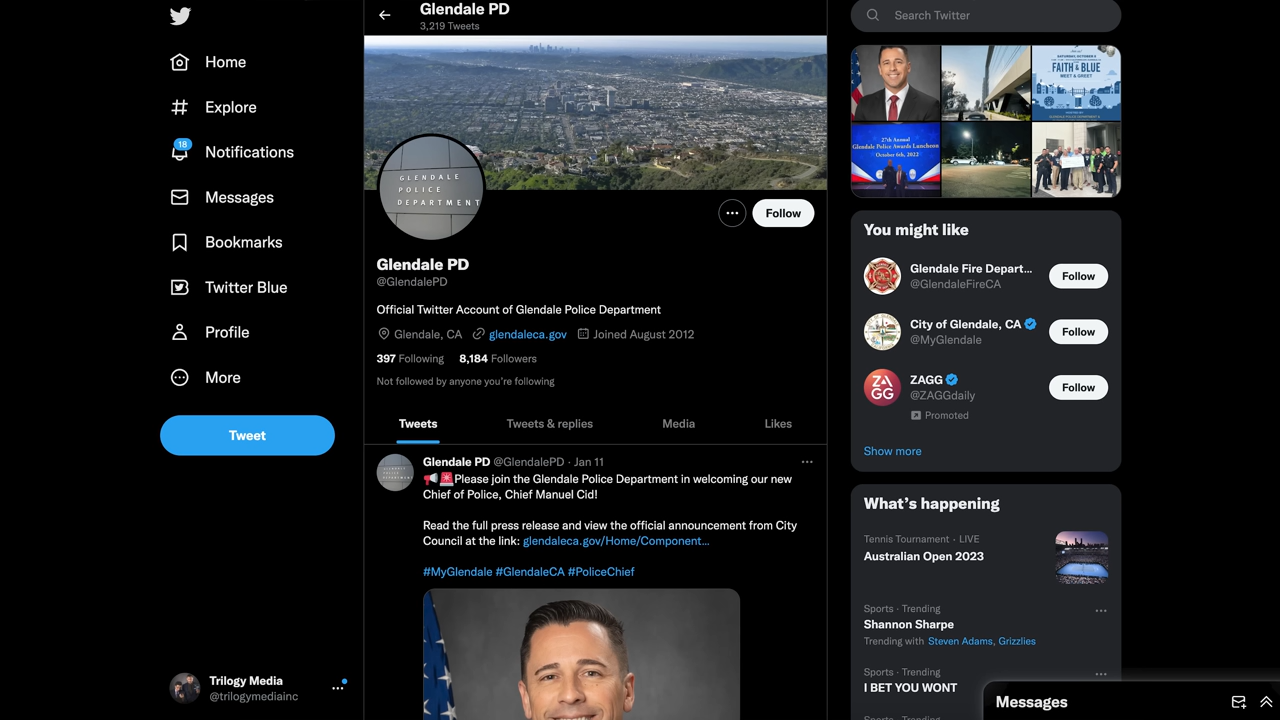 Home
Explore
18
Notifications
Messages
Bookmarks
Twitter Blue
Profile
More
Tweet
Trilogy Media
@trilogymediainc
Glendale PD
3,219 Tweets
GLENDALE
POLICE
DEPARTMENT
Follow
Glendale PD
@GlendalePD
Official Twitter Account of Glendale Police Department
Glendale, CA glendaleca.gov Joined August 2012
397 Following 8,184 Followers
Not followed by anyone you're following
Tweets Tweets & replies Media Likes
Glendale PD @GlendalePD · Jan 11
Please join the Glendale Police Department in welcoming our new
Chief of Police, Chief Manuel Cid!
Read the full press release and view the official announcement from City
Council at the link: glendaleca.gov/Home/Component...
#MyGlendale #GlendaleCA #PoliceChief
Search Twitter
FAITH & BLUE
MEET & GREET
27th Annual
Glendale Police Awards Luncheon
October 6th, 2022
You might like
Glendale Fire Depart...
@GlendaleFireCA
Follow
City of Glendale, CA
@MyGlendale
Follow
ZAGG
ZAGG
@ZAGGdaily
Promoted
Follow
Show more
What's happening
Tennis Tournament · LIVE
Australian Open 2023
Sports · Trending
Shannon Sharpe
Trending with Steven Adams, Grizzlies
Sports · Trending
I BET YOU WONT
Messages